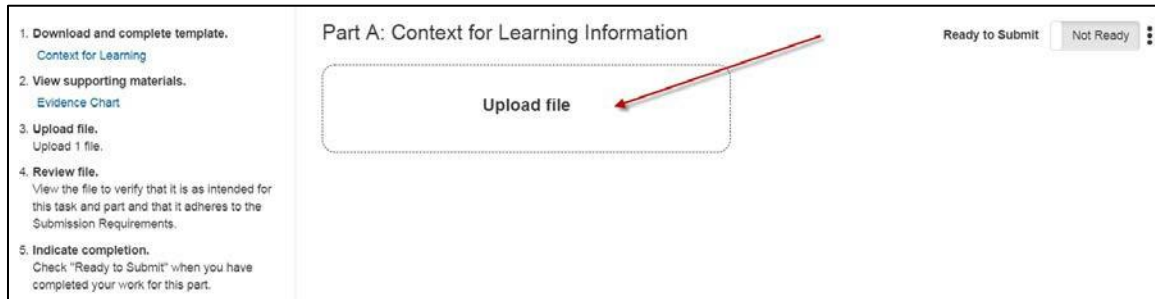 1. Download and complete template.
Context for Learning
2. View supporting materials.
Evidence Chart
3. Upload file.
Upload 1 file.
4. Review file.
View the file to verify that it is as intended for
this task and part and that it adheres to the
Submission Requirements.
5. Indicate completion.
Check "Ready to Submit" when you have
completed your work for this part.
Part A: Context for Learning Information
Ready to Submit Not Ready
Upload file